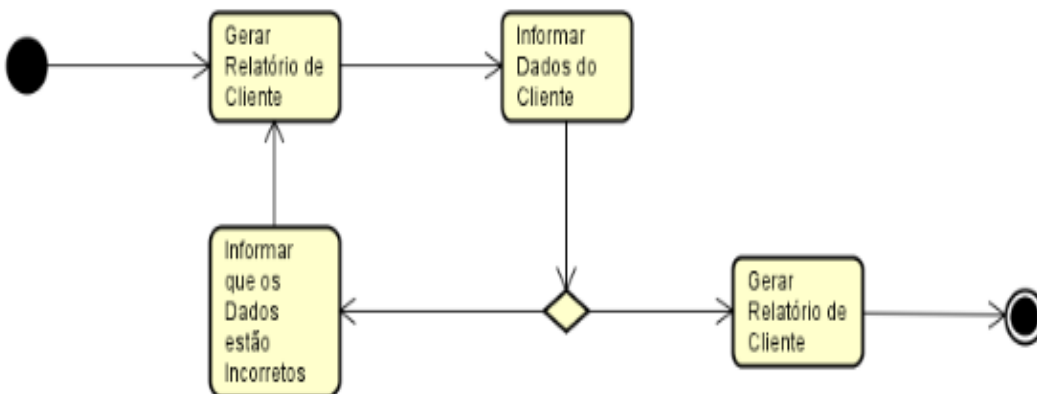 Gerar
Relatório de
Cliente
Informar
Dados do
Cliente
Informar
que os
Dados
estão
Incorretos
Gerar
Relatório de
Cliente